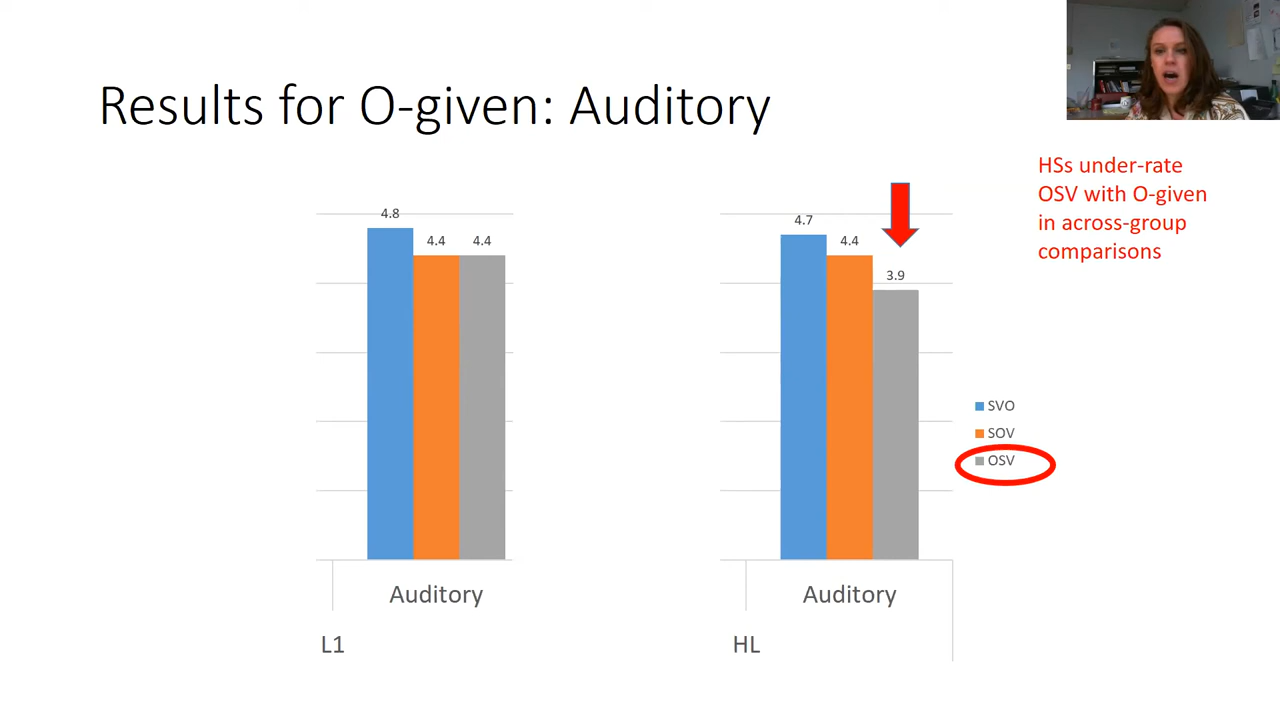 Results for O-given: Auditory
HSs under-rate
OSV with O-given
in across-group
comparisons
4.8
4.4
4.4
4.7
4.4
3.9
SVO
SOV
OSV
Auditory
Auditory
L1
HL